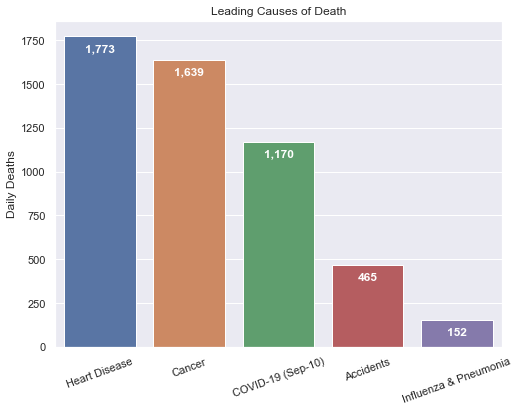 Leading Causes of Death
Daily Deaths
1750
1500
1250
1000
750
500
250
0
1,773
1,639
1,170
465
152
Heart Disease
Cancer
COVID-19 (Sep-10)
Accidents
Influenza & Pneumonia